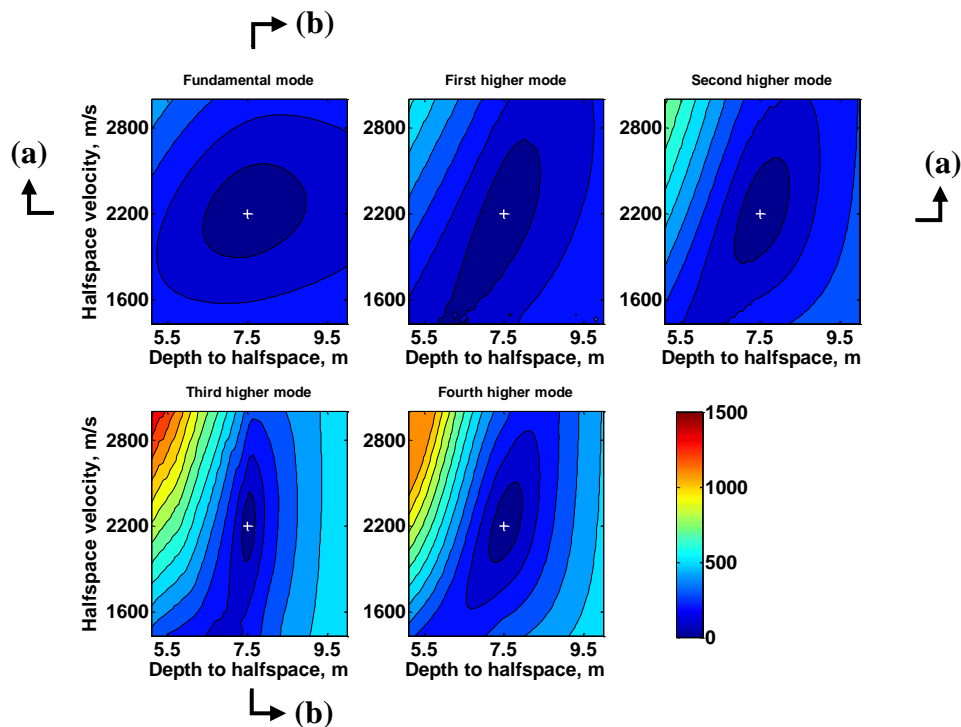 (b)
Fundamental mode First higher mode Second higher mode
(a) (a)
Halfspace velocity, m/s
2800 2800 2800
2200 2200 2200
1600 1600 1600
5.5 7.5 9.5 5.5 7.5 9.5 5.5 7.5 9.5
Depth to halfspace, m Depth to halfspace, m Depth to halfspace, m
Third higher mode Fourth higher mode
Halfspace velocity, m/s
2800 2800
2200 2200
1600 1600
5.5 7.5 9.5 5.5 7.5 9.5
Depth to halfspace, m Depth to halfspace, m
1500
1000
500
0
(b)